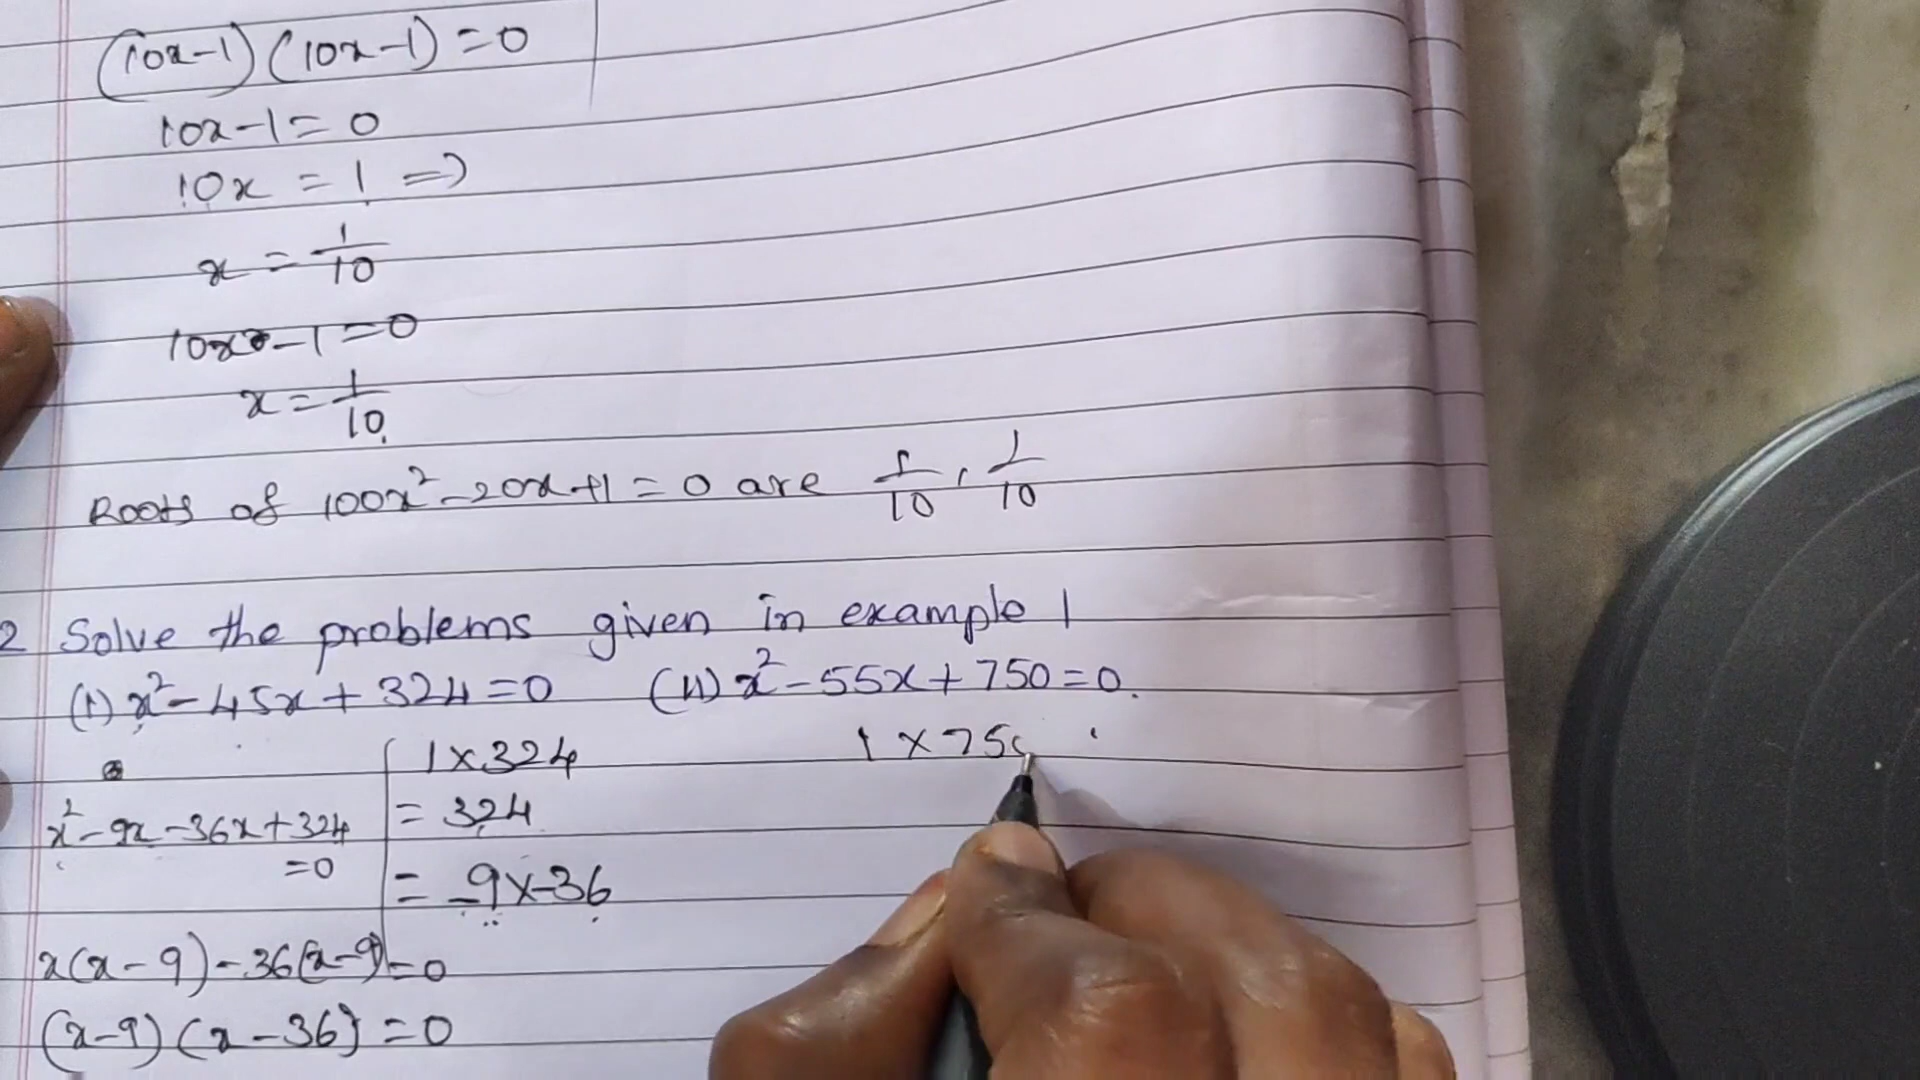 (10x-1)(10x-1)=0
10x-1=0
10x = 1 =>
x = 1/10
10x-1=0
x = 1/10
Roots of 100x²-20x+1=0 are 1/10, 1/10
2 Solve the problems given in example 1
(i) x²-45x+324=0 (ii) x²-55x+750=0.
1x324
= 324
= -9x-36
x²-9x-36x+324
=0
x(x-9)-36(x-9)=0
(x-9)(x-36)=0
1x75